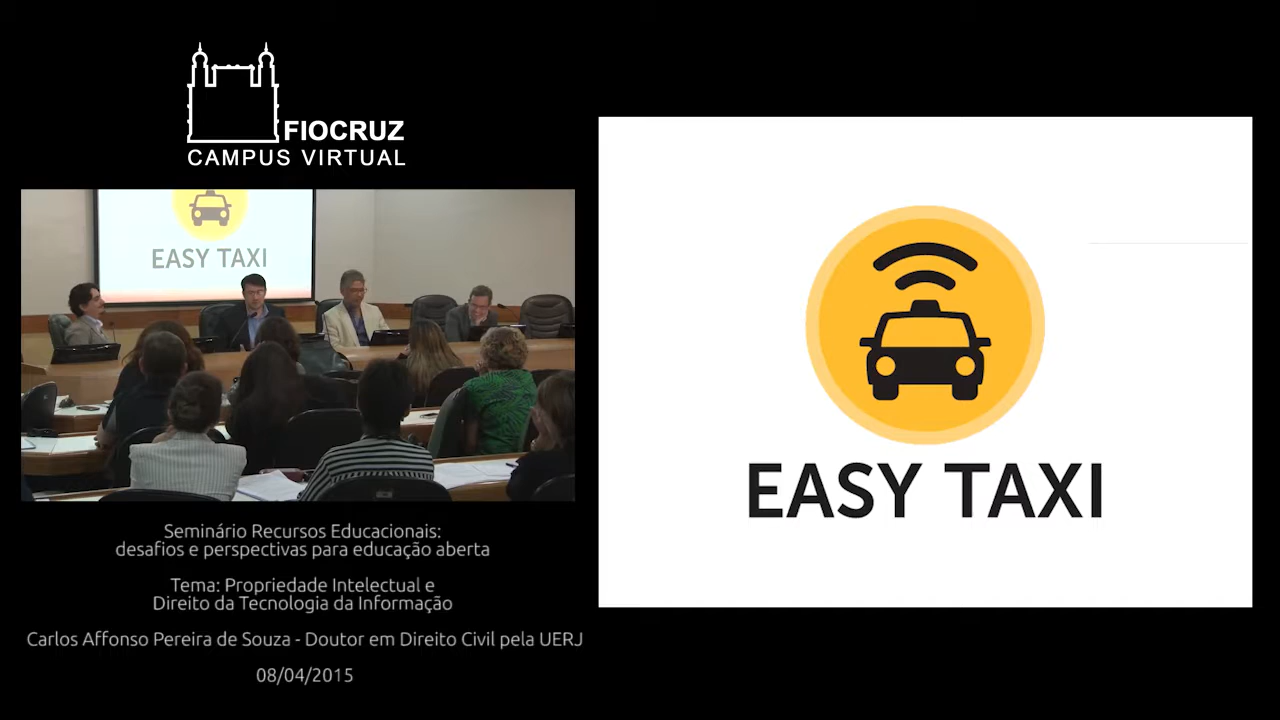 FIOCRUZ
CAMPUS VIRTUAL
EASY TAXI
Seminário Recursos Educacionais:
desafios e perspectivas para educação aberta
Tema: Propriedade Intelectual e
Direito da Tecnologia da Informação
Carlos Affonso Pereira de Souza - Doutor em Direito Civil pela UERJ
08/04/2015
EASY TAXI